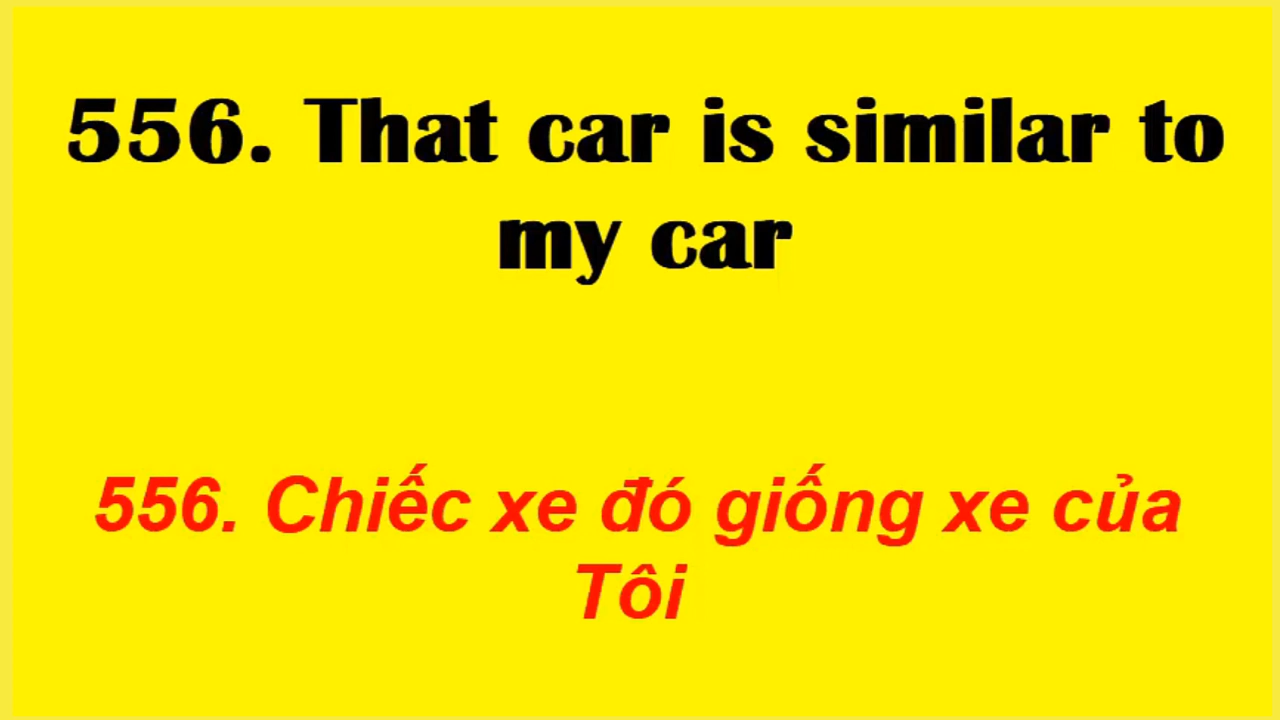 556. That car is similar to
my car
556. Chiếc xe đó giống xe của
Tôi